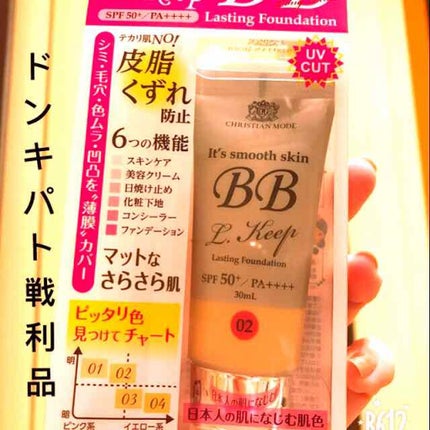 Keep BB
SPF 50+/PA++++
Lasting Foundation
UV
CUT
テカリ肌NO!
皮脂
くずれ
防止
シミ・毛穴・色ムラ・凹凸を"薄膜"カバー
6つの機能
スキンケア
美容クリーム
日焼け止め
化粧下地
コンシーラー
ファンデーション
マットな
さらさら肌
ピッタリ色
見つけてチャート
明
01
02
03
04
暗
ピンク系
イエロー系
CHRISTIAN MODE
It's smooth skin
BB
L. Keep
Lasting Foundation
SPF 50+/PA++++
30mL
02
日本人の肌になじむ肌色
ドンキパト戦利品
B612